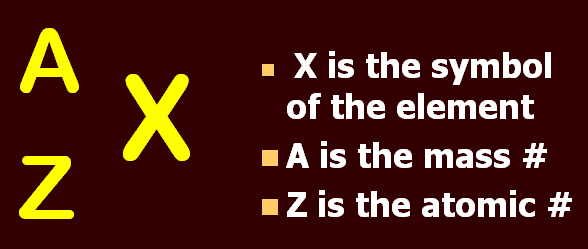 A
X
Z
X is the symbol
of the element
A is the mass #
Z is the atomic #